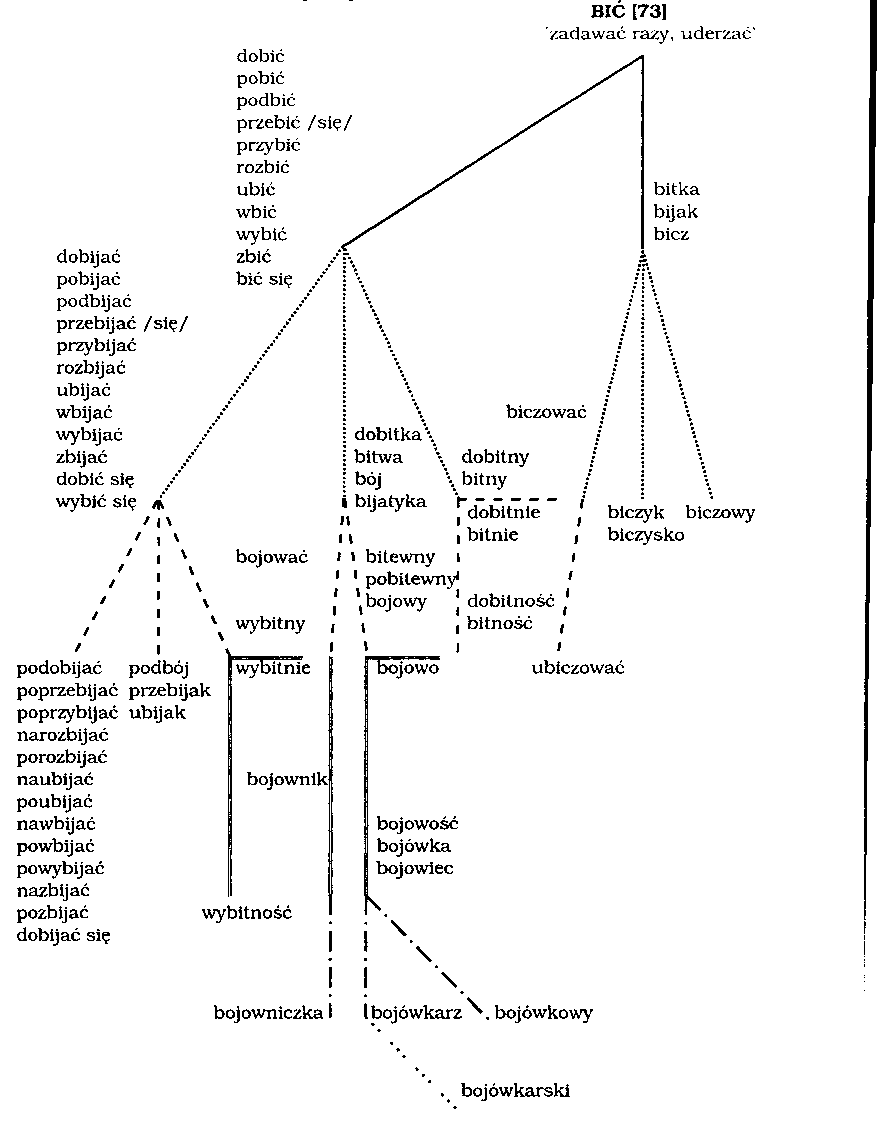 BIĆ [73]
'zadawać razy, uderzać'
dobić
pobić
podbić
przebić /się/
przybić
rozbić
ubić
wbić
wybić
zbić
bić się
bitka
bijak
bicz
dobijać
pobijać
podbijać
przebijać /się/
przybijać
rozbijać
ubijać
wbijać
wybijać
zbijać
dobić się
wybić się
dobitka
bitwa
bój
bijatyka
dobitny
bitny
dobitnie
bitnie
dobitność
bitność
biczować
biczyk
biczysko
biczowy
bojować
bitewny
pobitewny
bojowy
wybitny
podobijać
poprzebijać
poprzybijać
narozbijać
porozbijać
naubijać
poubijać
nawbijać
powbijać
powybijać
nazbijać
pozbijać
dobijać się
podbój
przebijak
ubijak
wybitnie
bojowo
ubiczować
bojownik
bojowość
bojówka
bojowiec
wybitność
bojowniczka
bojówkarz
bojówkowy
bojówkarski